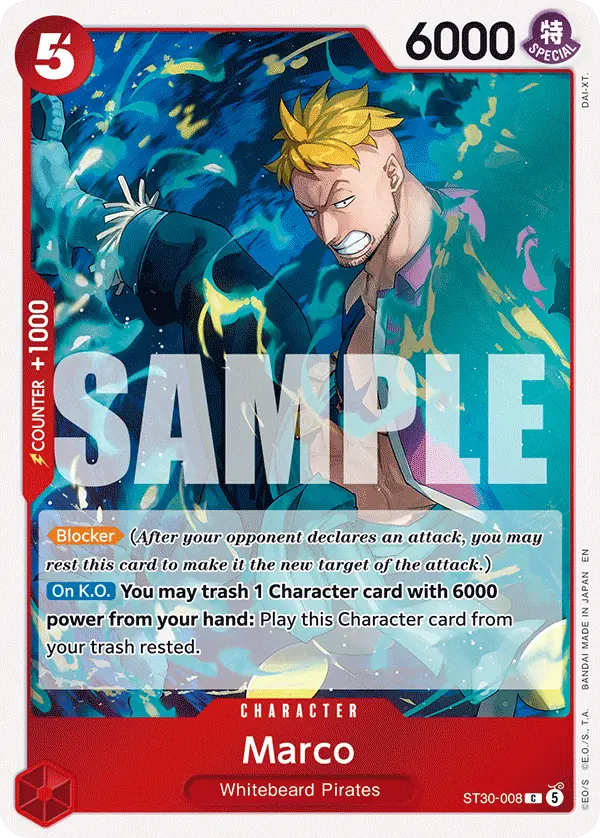 5
6000
特
SPECIAL
DAI-XT.
COUNTER +1000
SAMPLE
Blocker (After your opponent declares an attack, you may
rest this card to make it the new target of the attack.)
On K.O. You may trash 1 Character card with 6000
power from your hand: Play this Character card from
your trash rested.
CHARACTER
Marco
Whitebeard Pirates
ST30-008 C 5
©EO/S ©E.O./S., T.A. BANDAI MADE IN JAPAN EN